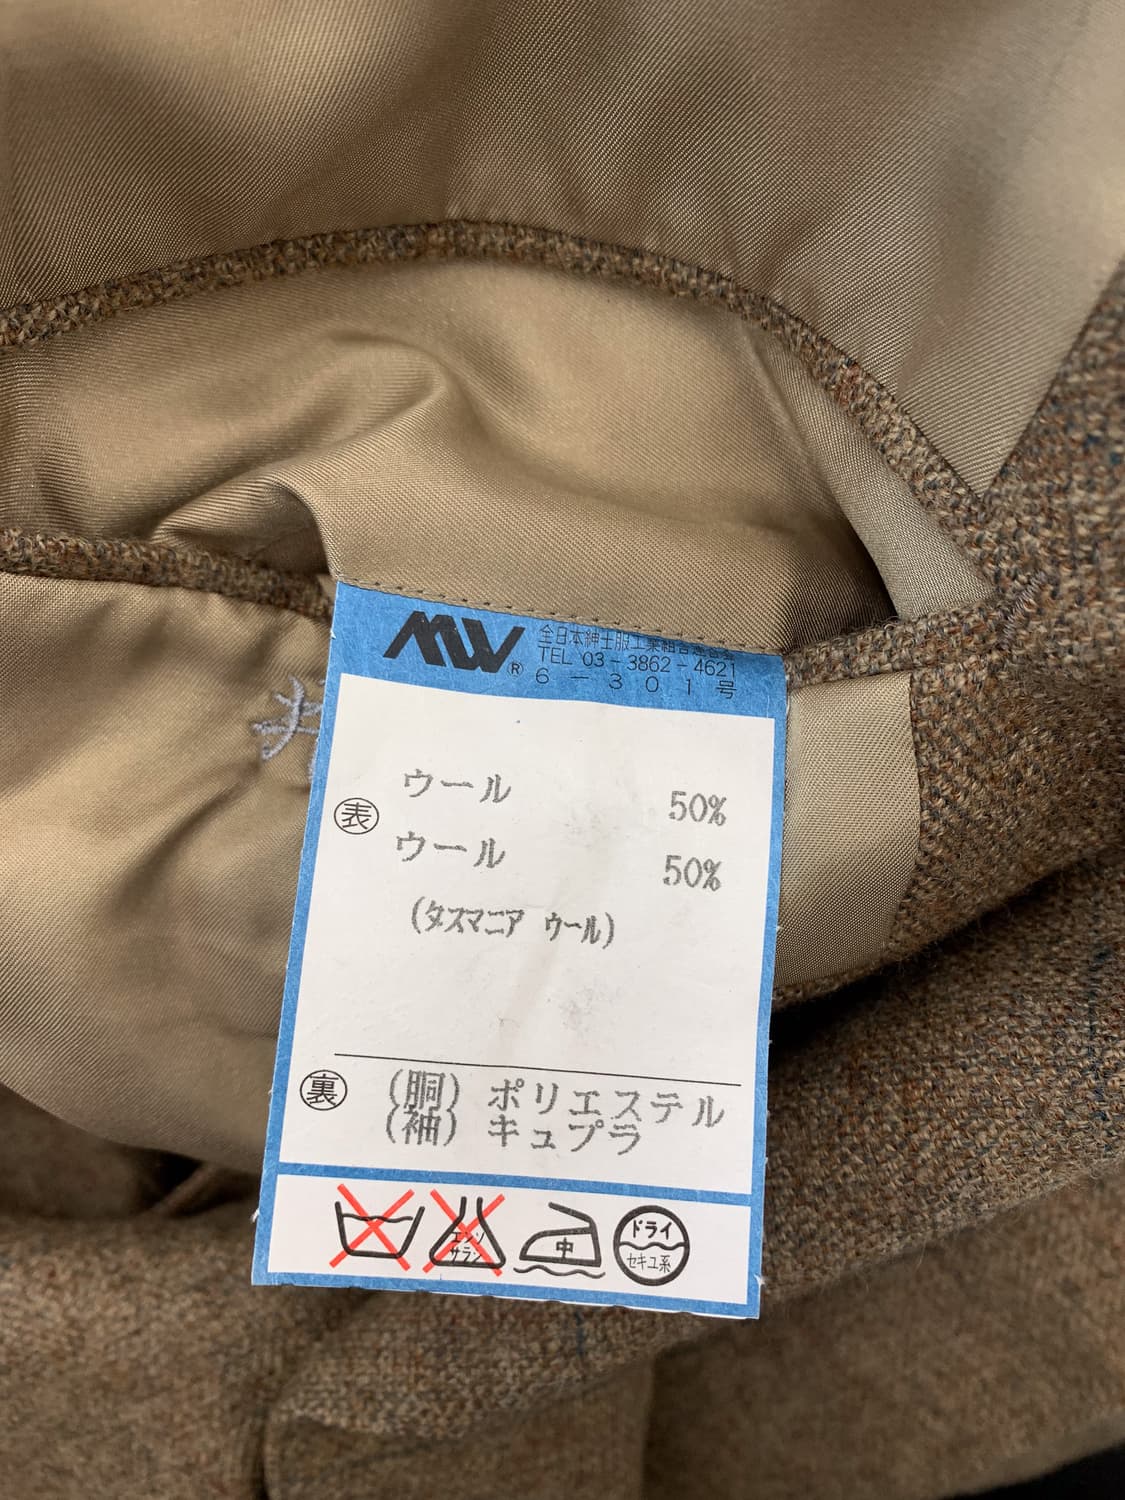 MW® 全日本紳士服工業組合連合会
TEL 03-3862-4621
6-301号
表 ウール 50%
ウール 50%
(タスマニア ウール)
裏 (胴) ポリエステル
(袖) キュプラ
エンソサラシ
中
ドライ
セキユ系